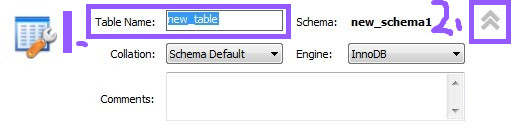 1. Table Name: new_table Schema: new_schema1 2.
Collation: Schema Default Engine: InnoDB
Comments: